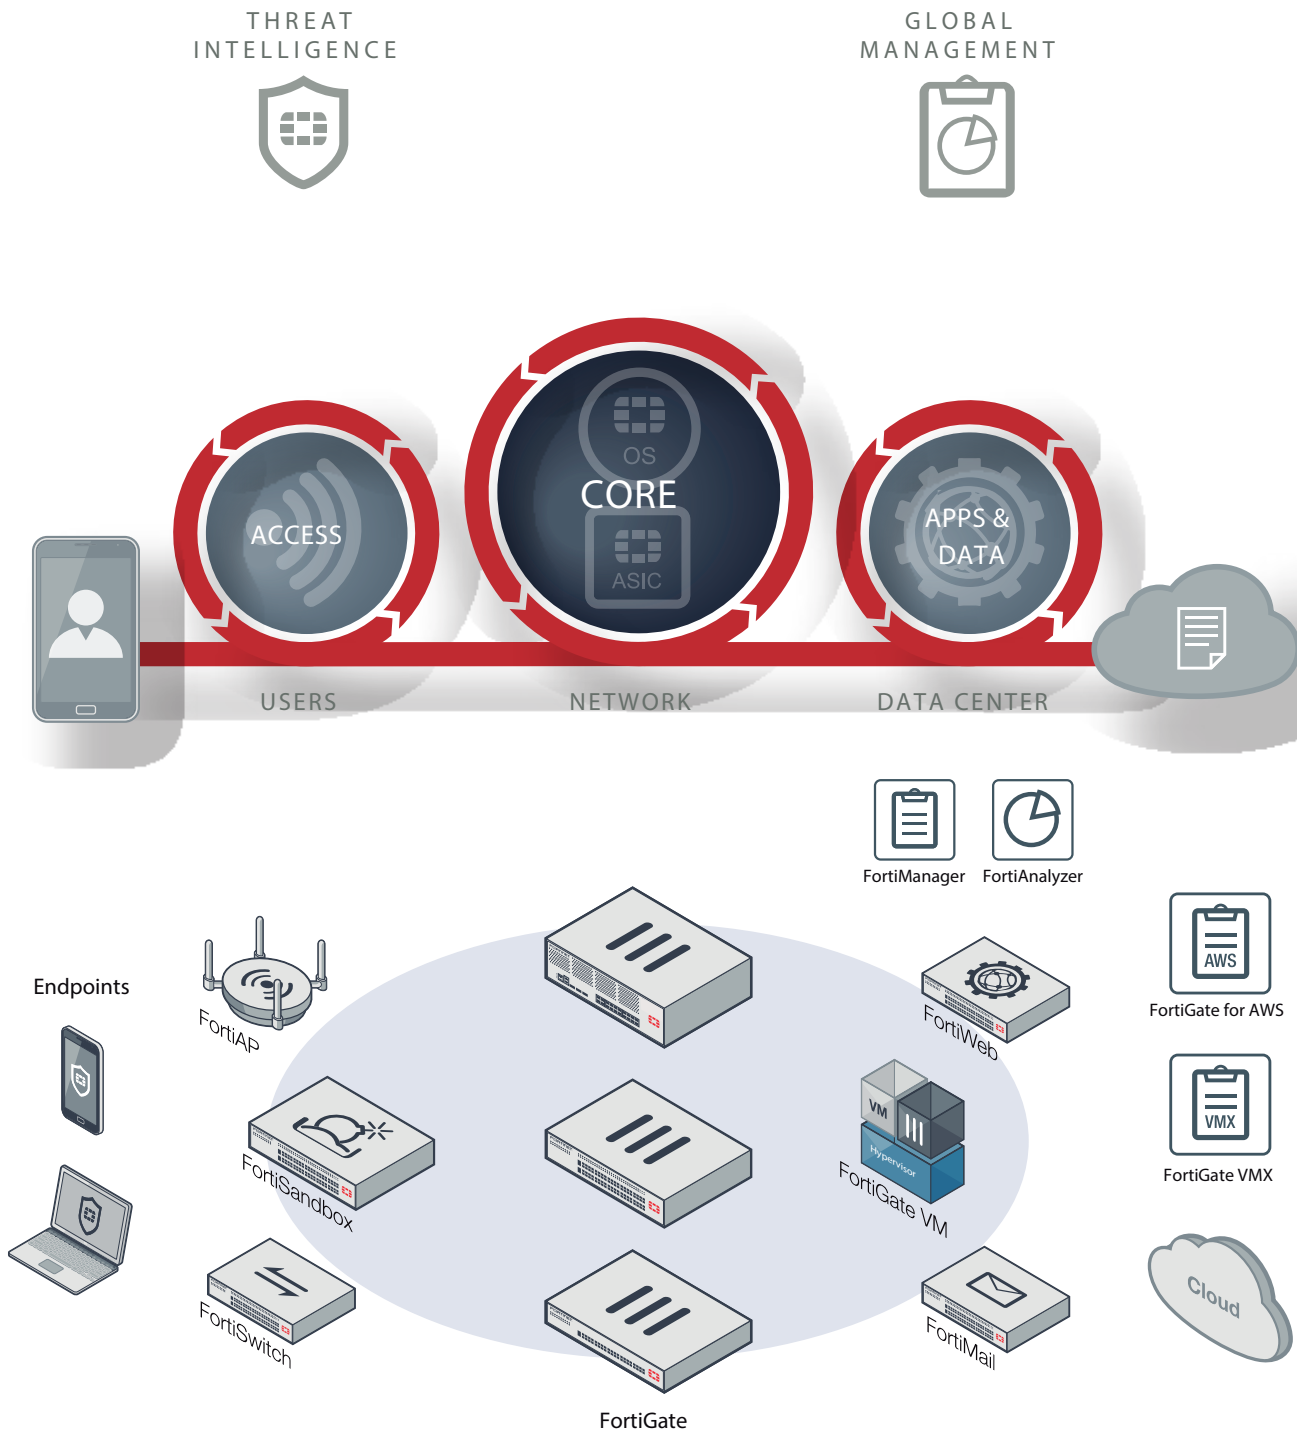 THREAT
INTELLIGENCE
GLOBAL
MANAGEMENT
OS
CORE
ASIC
ACCESS
APPS &
DATA
USERS
NETWORK
DATA CENTER
FortiManager
FortiAnalyzer
Endpoints
FortiAP
FortiWeb
AWS
FortiGate for AWS
FortiSandbox
VM
Hypervisor
FortiGate VM
VMX
FortiGate VMX
FortiSwitch
FortiMail
Cloud
FortiGate